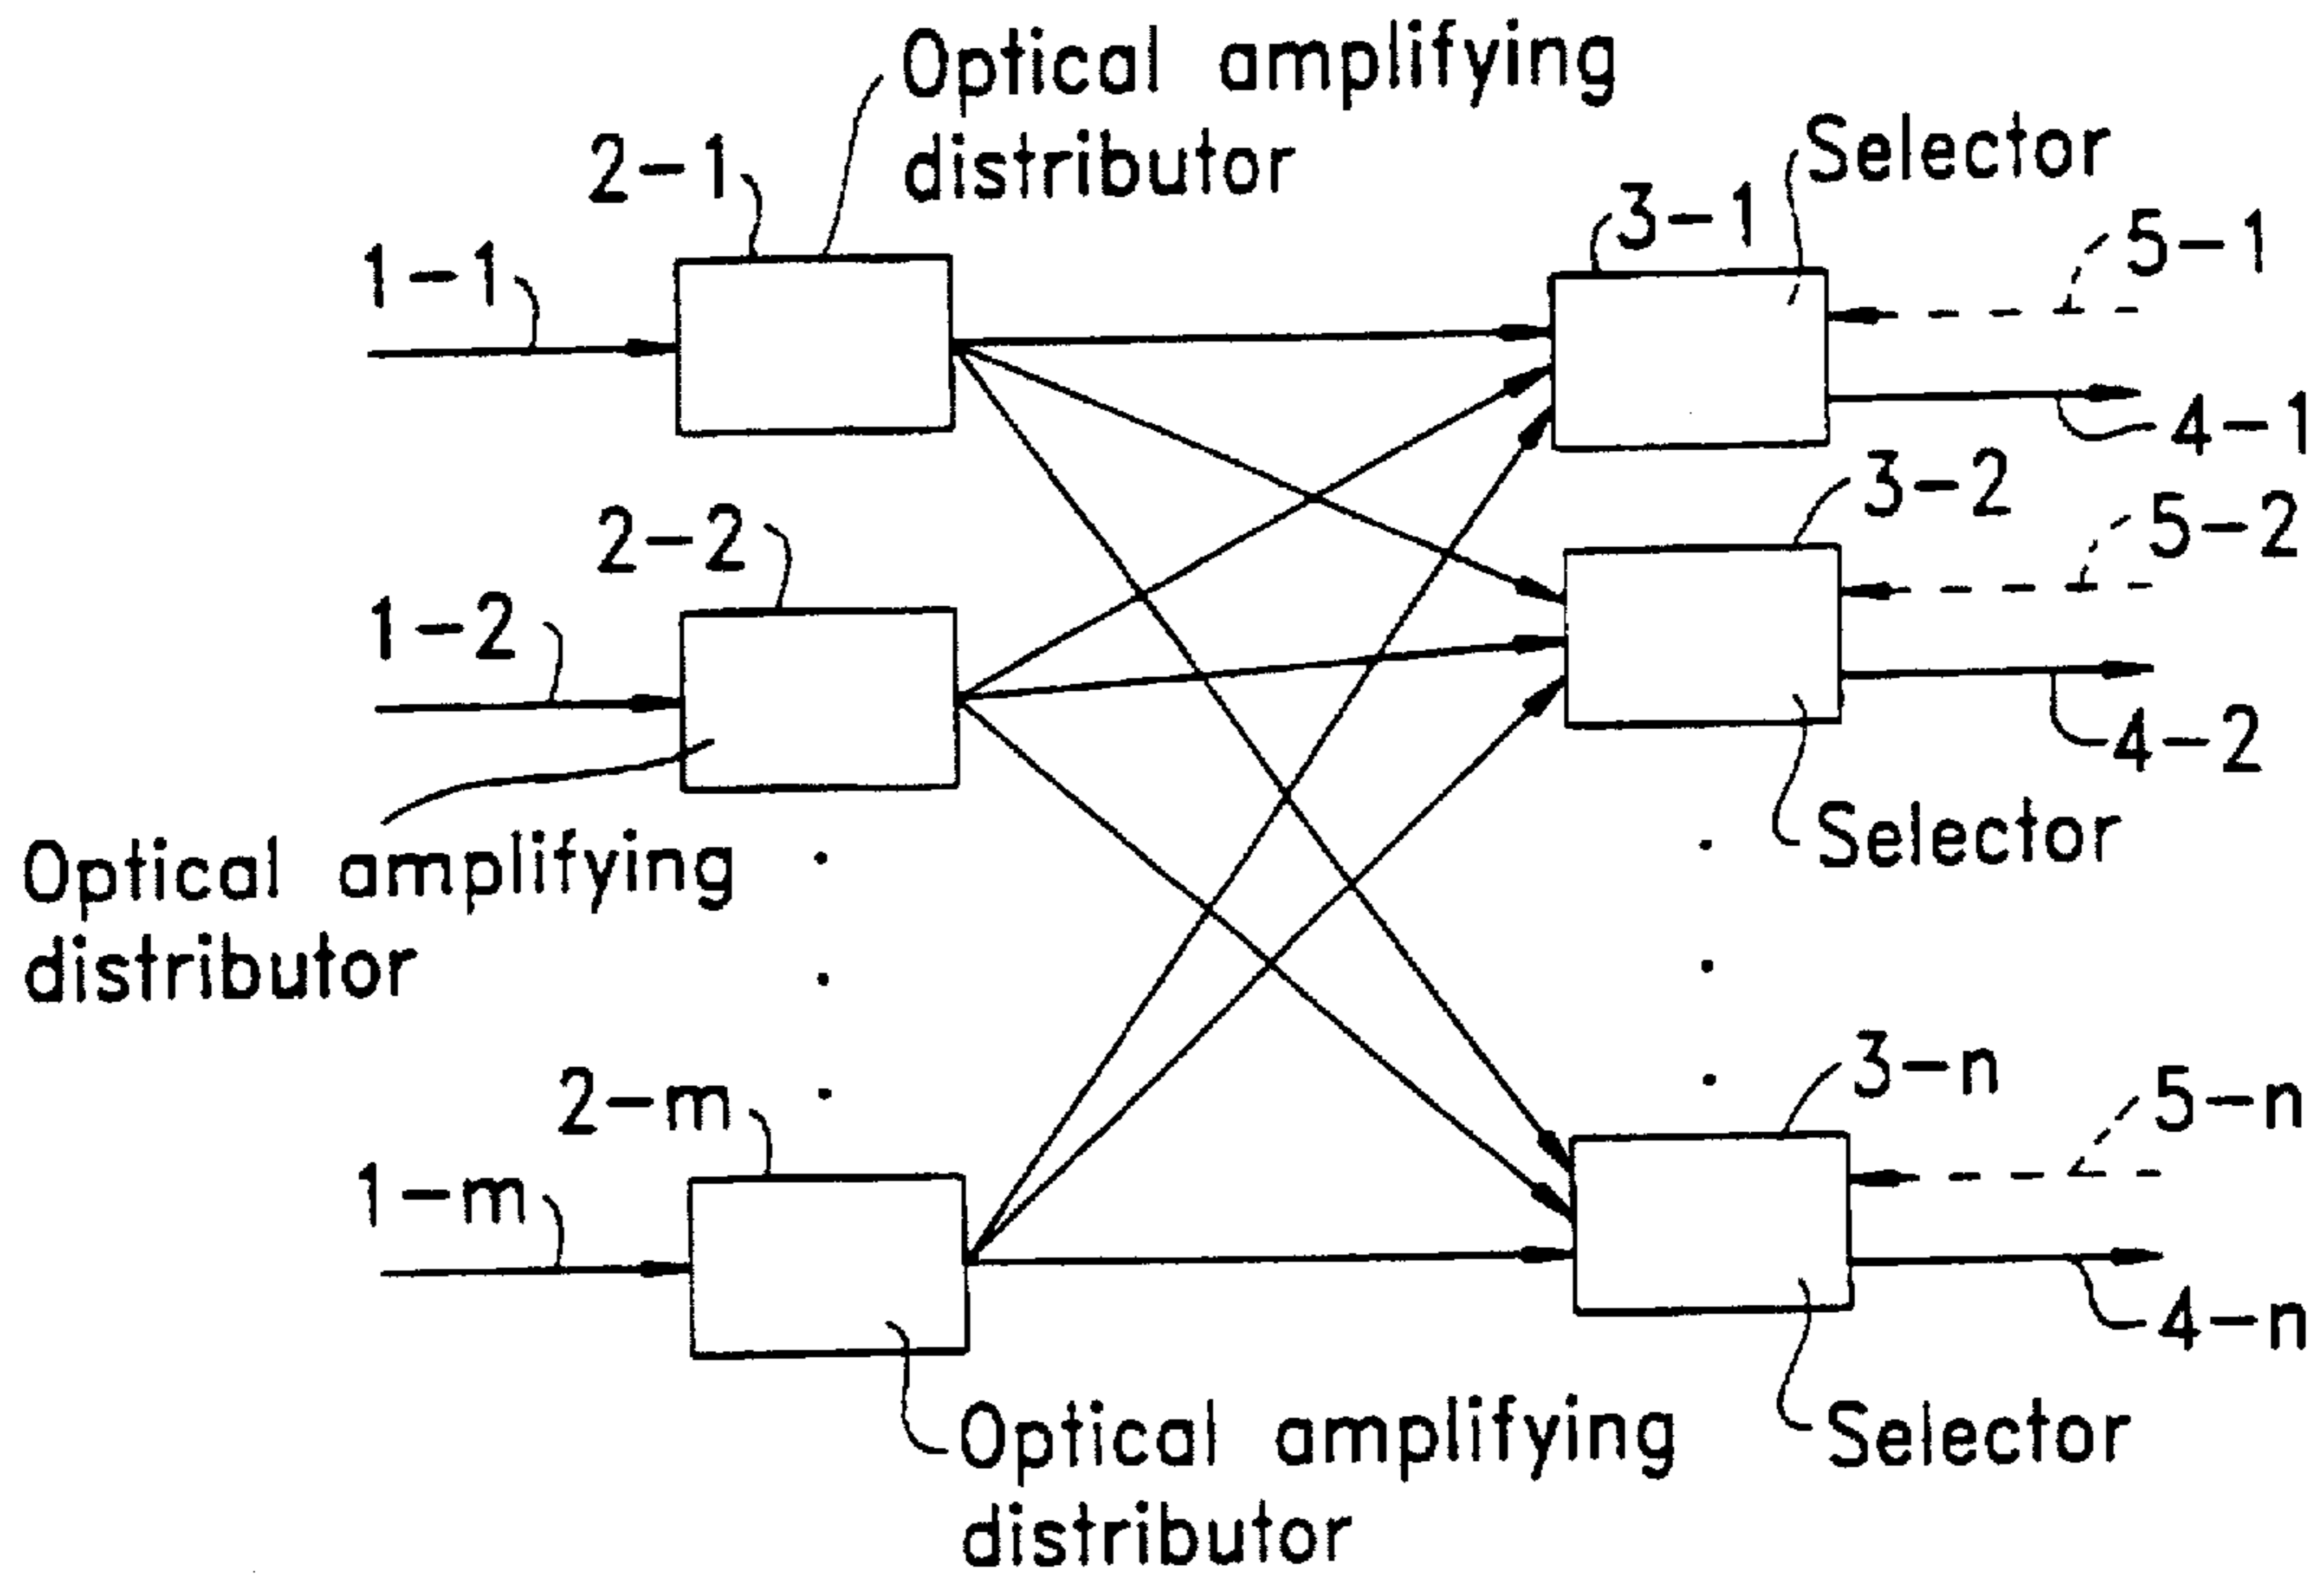 Optical amplifying
distributor
2-1
Selector
3-1
5-1
1-1
4-1
3-2
5-2
2-2
1-2
4-2
Selector
Optical amplifying
distributor
3-n
5-n
2-m
1-m
4-n
Optical amplifying
distributor
Selector